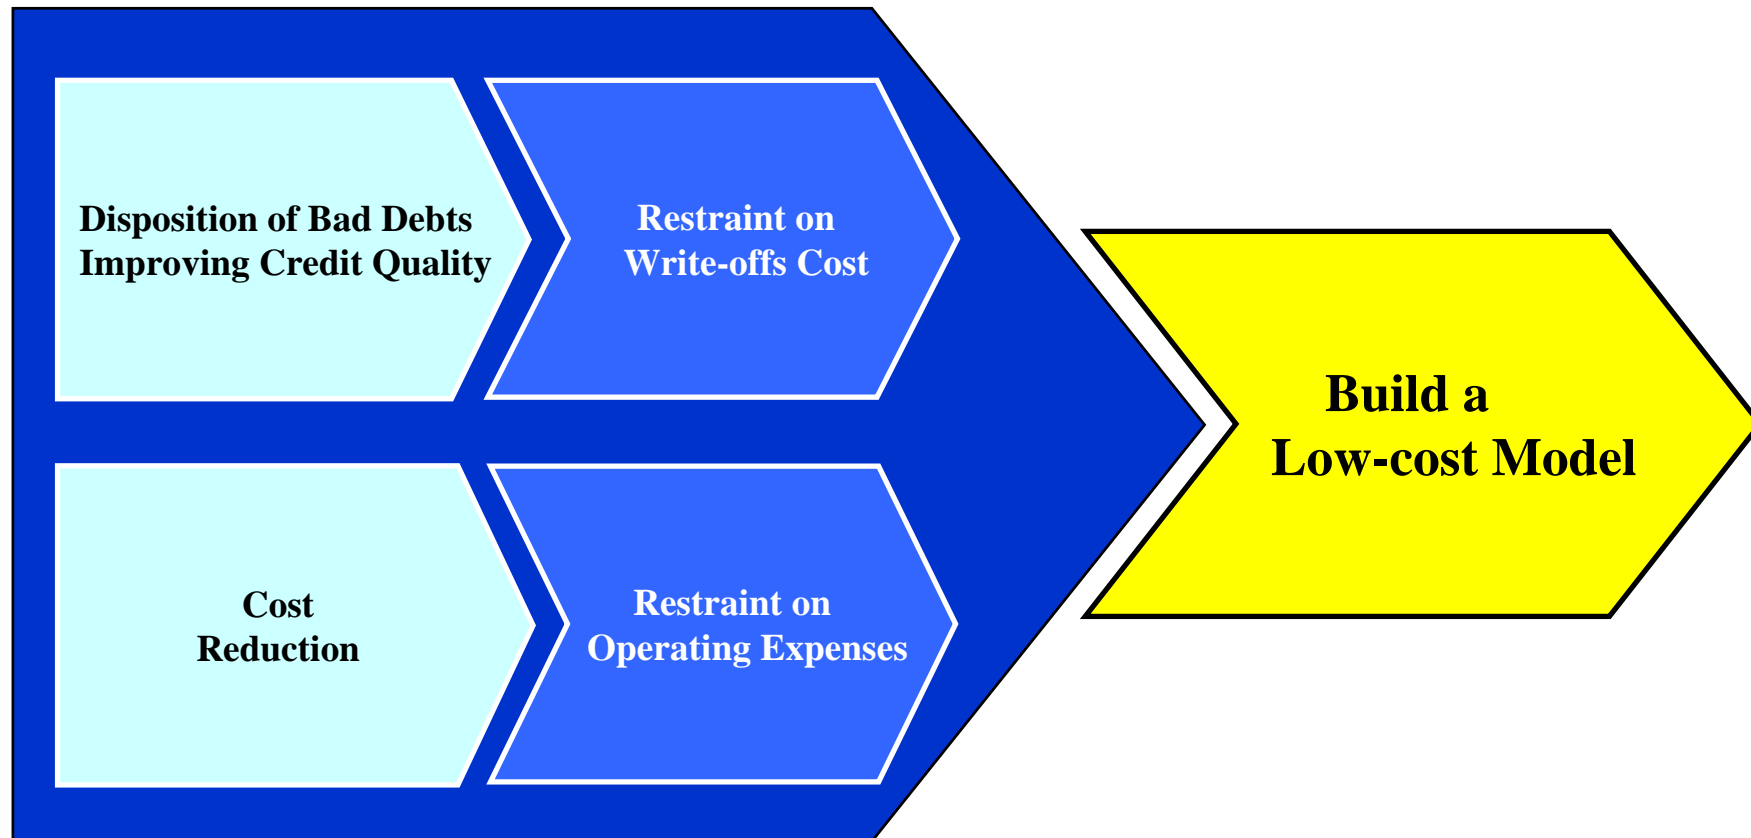 Disposition of Bad Debts
Improving Credit Quality
Restraint on
Write-offs Cost
Cost
Reduction
Restraint on
Operating Expenses
Build a
Low-cost Model